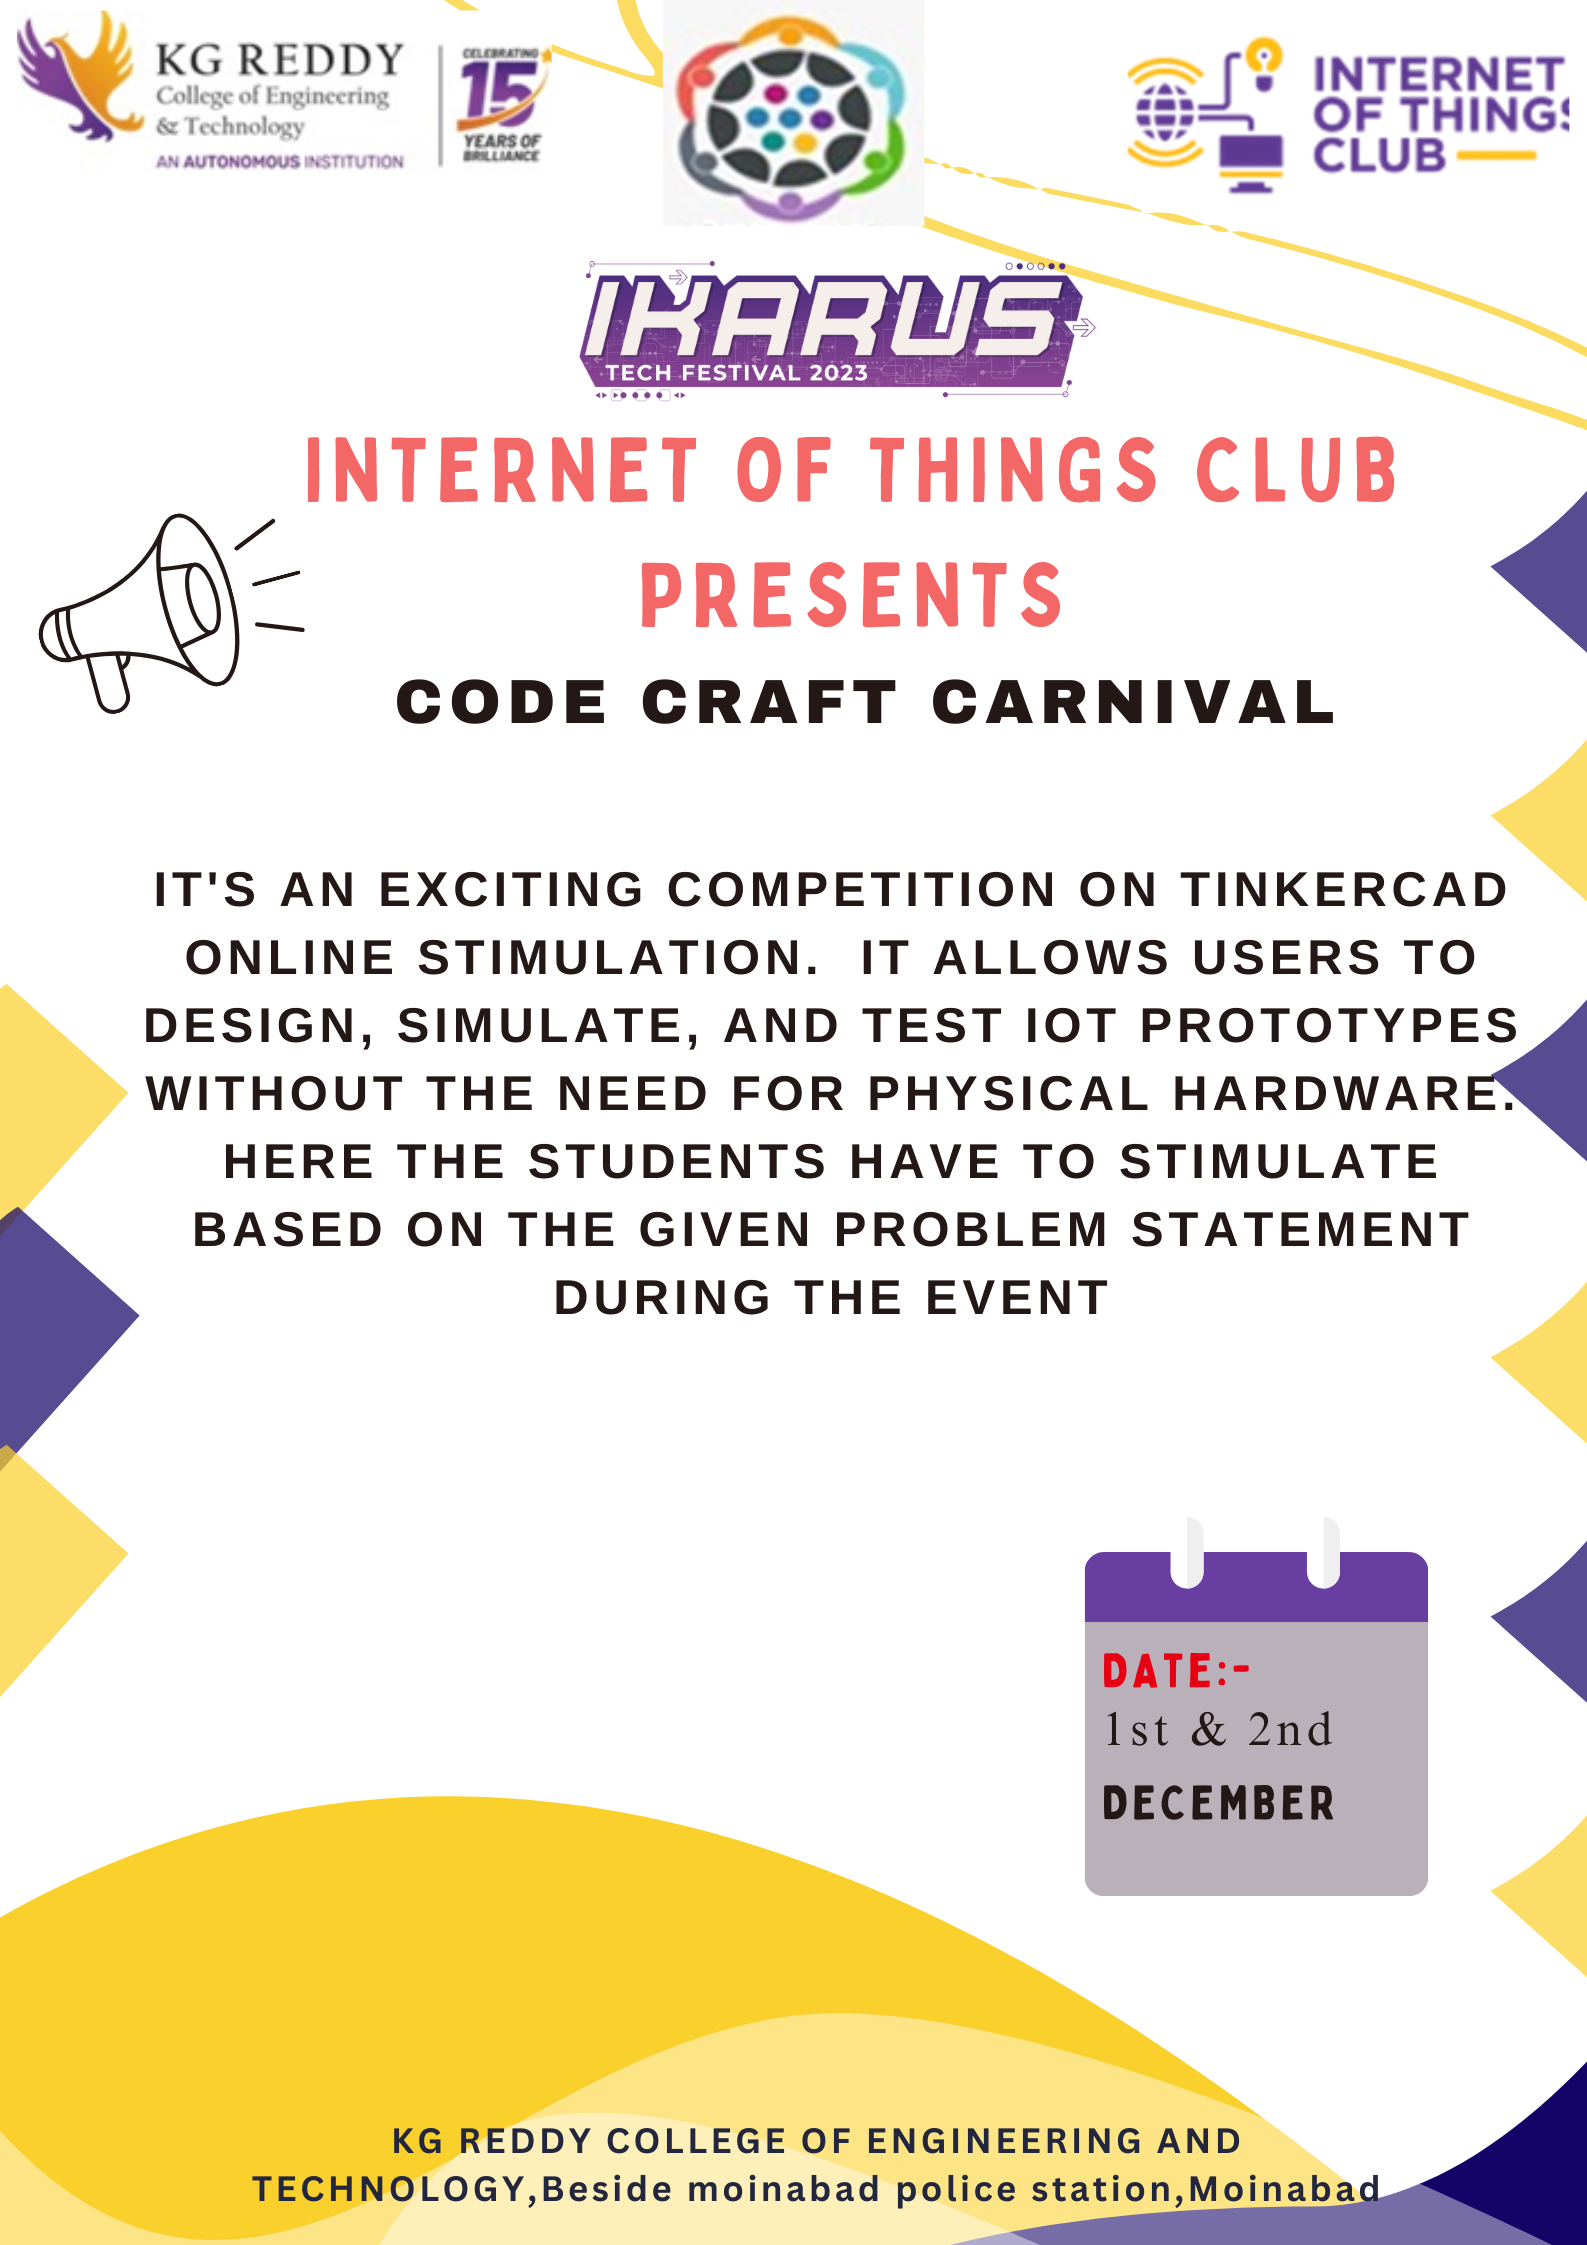 KG REDDY
College of Engineering
& Technology
AN AUTONOMOUS INSTITUTION
CELEBRATING
15
YEARS OF
BRILLIANCE
INTERNET
OF THINGS
CLUB
IKARUS
TECH FESTIVAL 2023
INTERNET OF THINGS CLUB
PRESENTS
CODE CRAFT CARNIVAL
IT'S AN EXCITING COMPETITION ON TINKERCAD
ONLINE STIMULATION. IT ALLOWS USERS TO
DESIGN, SIMULATE, AND TEST IOT PROTOTYPES
WITHOUT THE NEED FOR PHYSICAL HARDWARE.
HERE THE STUDENTS HAVE TO STIMULATE
BASED ON THE GIVEN PROBLEM STATEMENT
DURING THE EVENT
DATE:-
1st & 2nd
DECEMBER
KG REDDY COLLEGE OF ENGINEERING AND
TECHNOLOGY,Beside moinabad police station,Moinabad